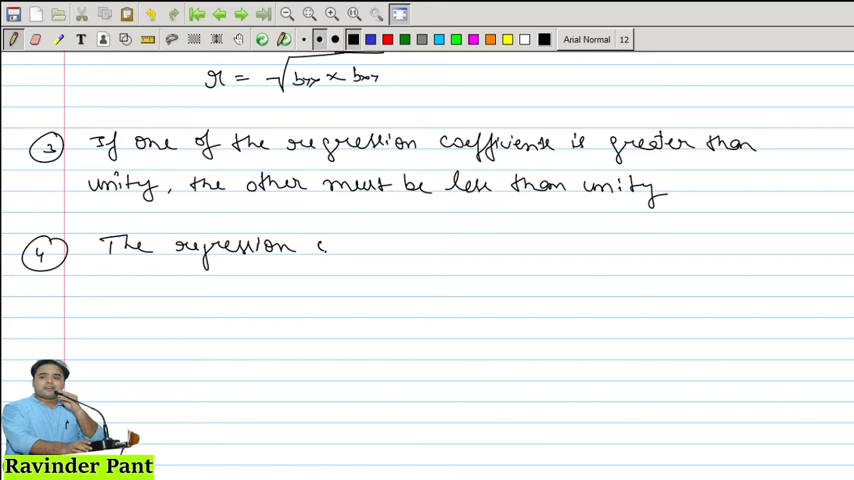 Arial Normal 12
r = √byx × bxy
③ If one of the regression coefficiense is greater than
unity, the other must be less than unity
④ The regression c
Ravinder Pant